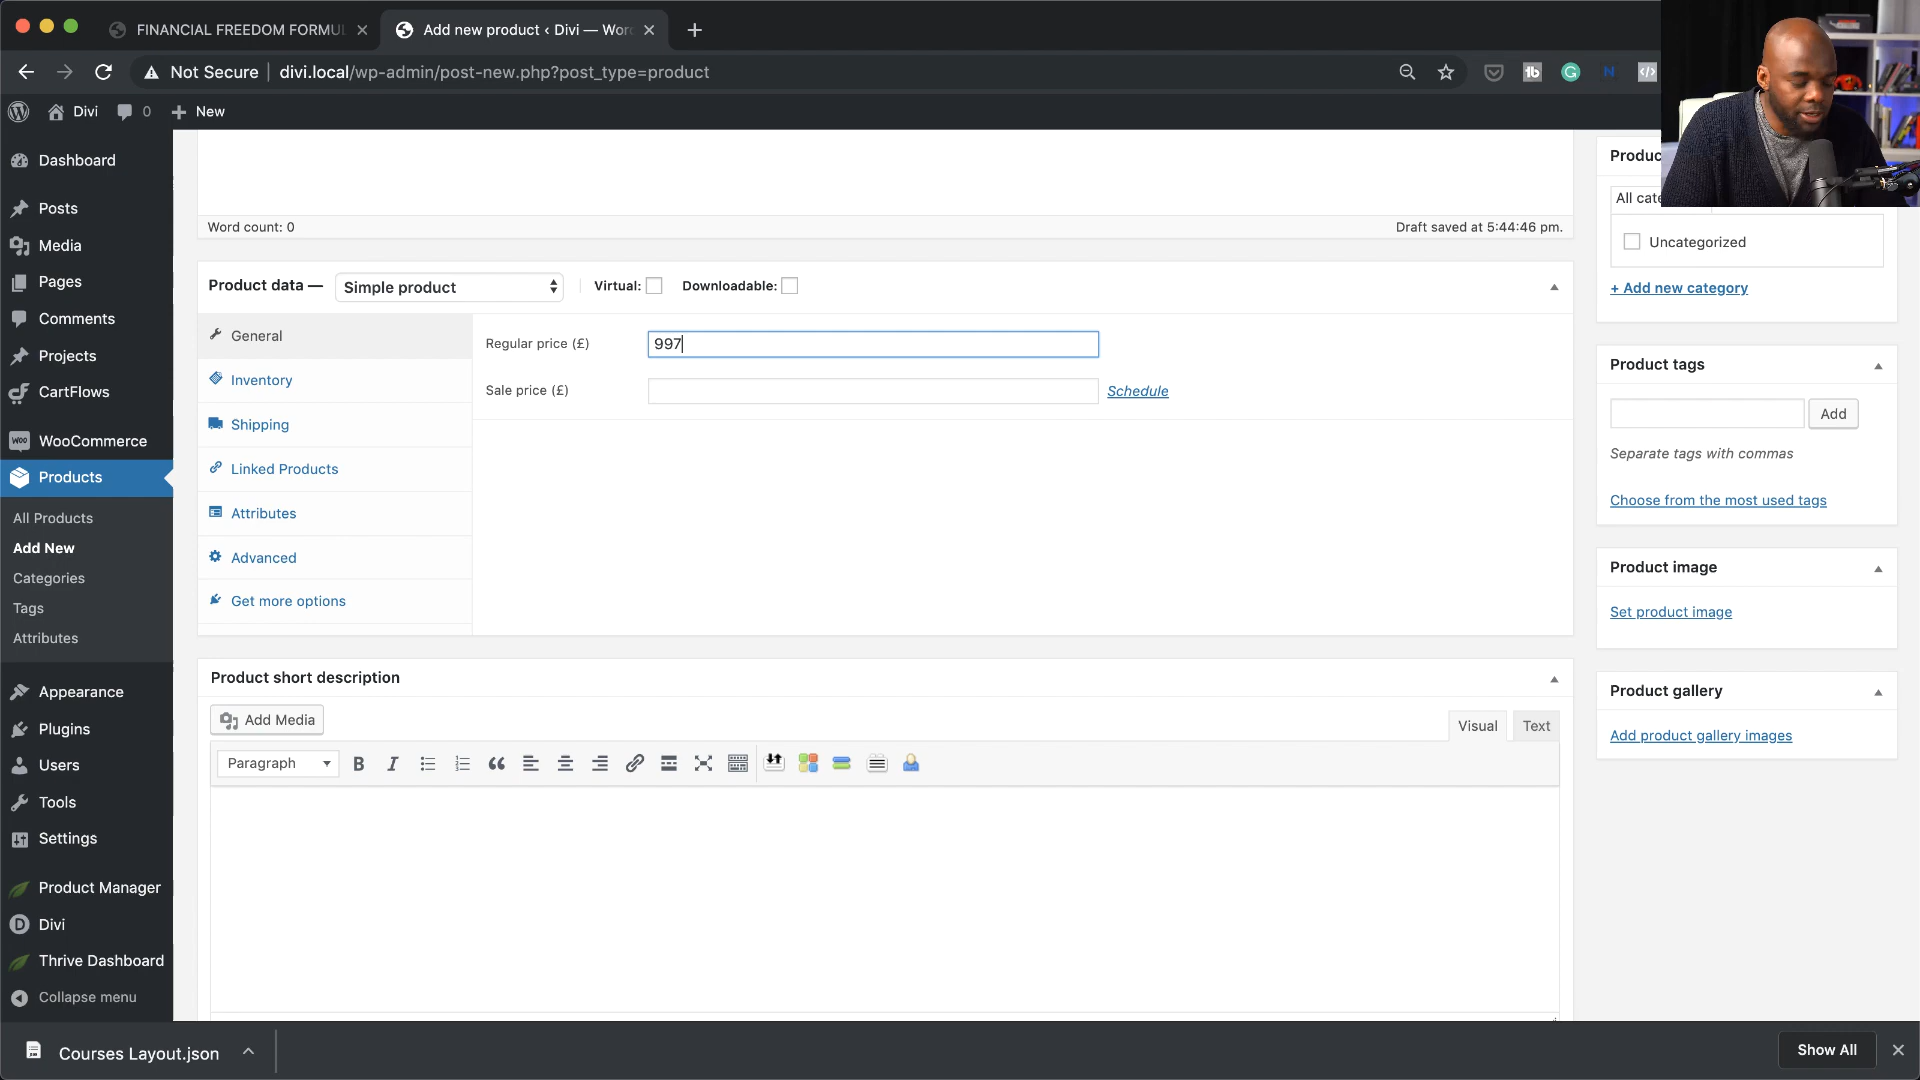 FINANCIAL FREEDOM FORMUL
Add new product ‹ Divi — Wor
Not Secure
divi.local/wp-admin/post-new.php?post_type=product
Divi
0
New
Dashboard
Posts
Media
Pages
Comments
Projects
CartFlows
WooCommerce
Products
All Products
Add New
Categories
Tags
Attributes
Appearance
Plugins
Users
Tools
Settings
Product Manager
Divi
Thrive Dashboard
Collapse menu
Word count: 0
Draft saved at 5:44:46 pm.
Product data —
Simple product
Virtual:
Downloadable:
General
Inventory
Shipping
Linked Products
Attributes
Advanced
Get more options
Regular price (£)
997
Sale price (£)
Schedule
Product short description
Add Media
Visual
Text
Paragraph
B
I
Produc
All cate
Uncategorized
+ Add new category
Product tags
Add
Separate tags with commas
Choose from the most used tags
Product image
Set product image
Product gallery
Add product gallery images
Courses Layout.json
Show All